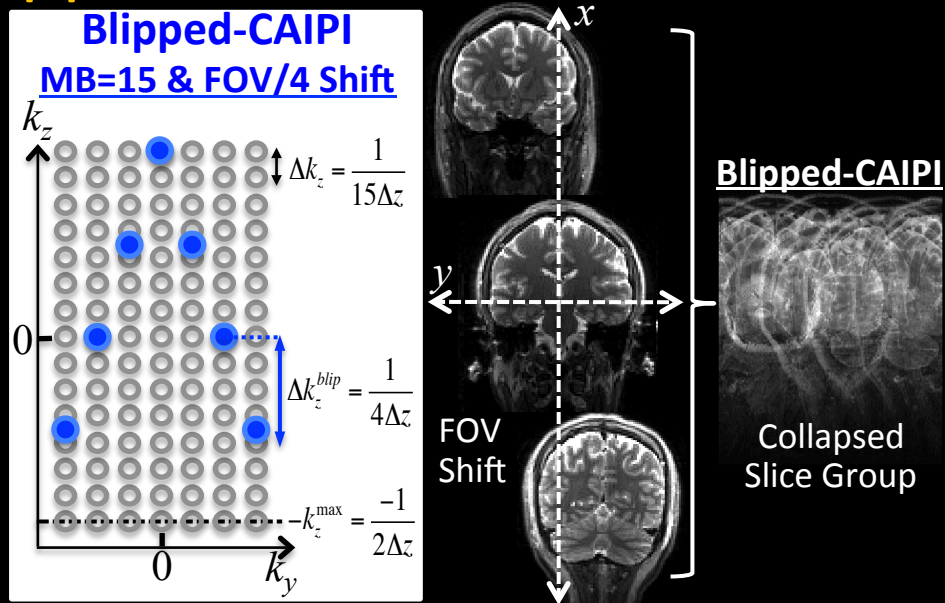 Blipped-CAIPI
MB=15 & FOV/4 Shift
k_z
Δk_z = 1/(15Δz)
0
Δk_z^blip = 1/(4Δz)
-k_z^max = -1/(2Δz)
0
k_y
x
y
FOV
Shift
Blipped-CAIPI
Collapsed
Slice Group